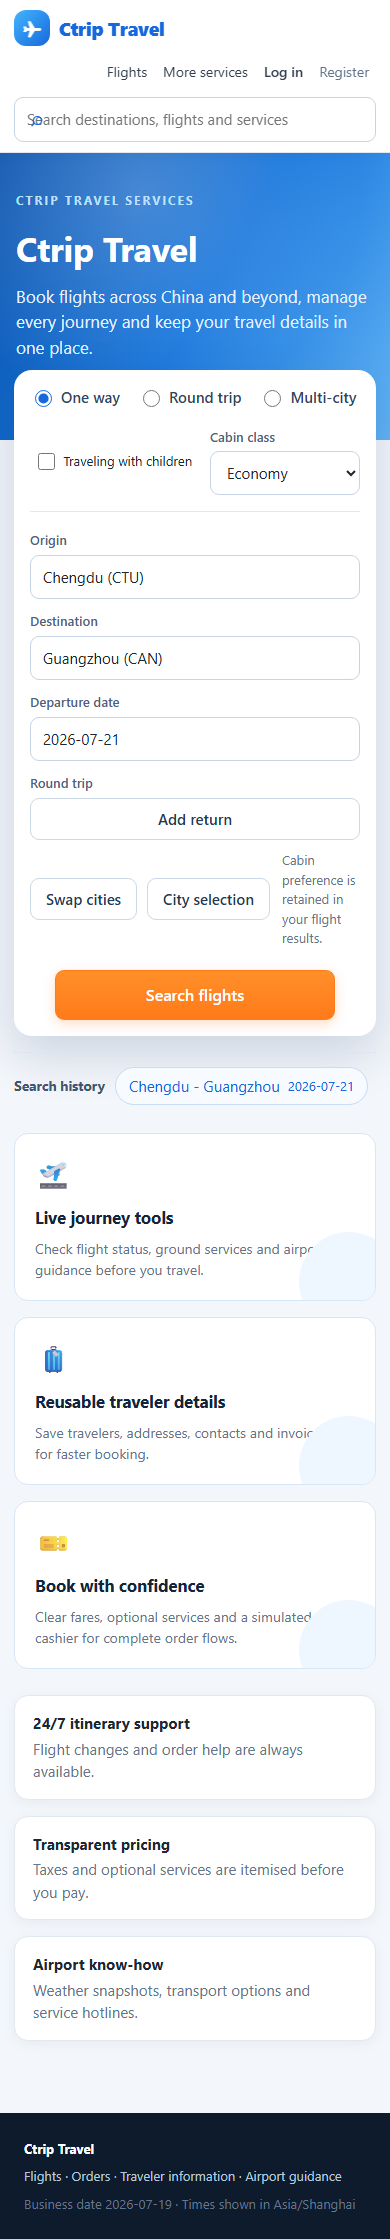 Ctrip Travel
Flights More services Log in Register
Search destinations, flights and services
CTRIP TRAVEL SERVICES
Ctrip Travel
Book flights across China and beyond, manage
every journey and keep your travel details in
one place.
One way Round trip Multi-city
Cabin class
Traveling with children
Economy
Origin
Chengdu (CTU)
Destination
Guangzhou (CAN)
Departure date
2026-07-21
Round trip
Add return
Swap cities City selection
Cabin
preference is
retained in
your flight
results.
Search flights
Search history Chengdu - Guangzhou 2026-07-21
Live journey tools
Check flight status, ground services and
guidance before you travel.
Reusable traveler details
Save travelers, addresses, contacts and
for faster booking.
Book with confidence
Clear fares, optional services and a simulated
cashier for complete order flows.
24/7 itinerary support
Flight changes and order help are always
available.
Transparent pricing
Taxes and optional services are itemised before
you pay.
Airport know-how
Weather snapshots, transport options and
service hotlines.
Ctrip Travel
Flights · Orders · Traveler information · Airport guidance
Business date 2026-07-19 · Times shown in Asia/Shanghai